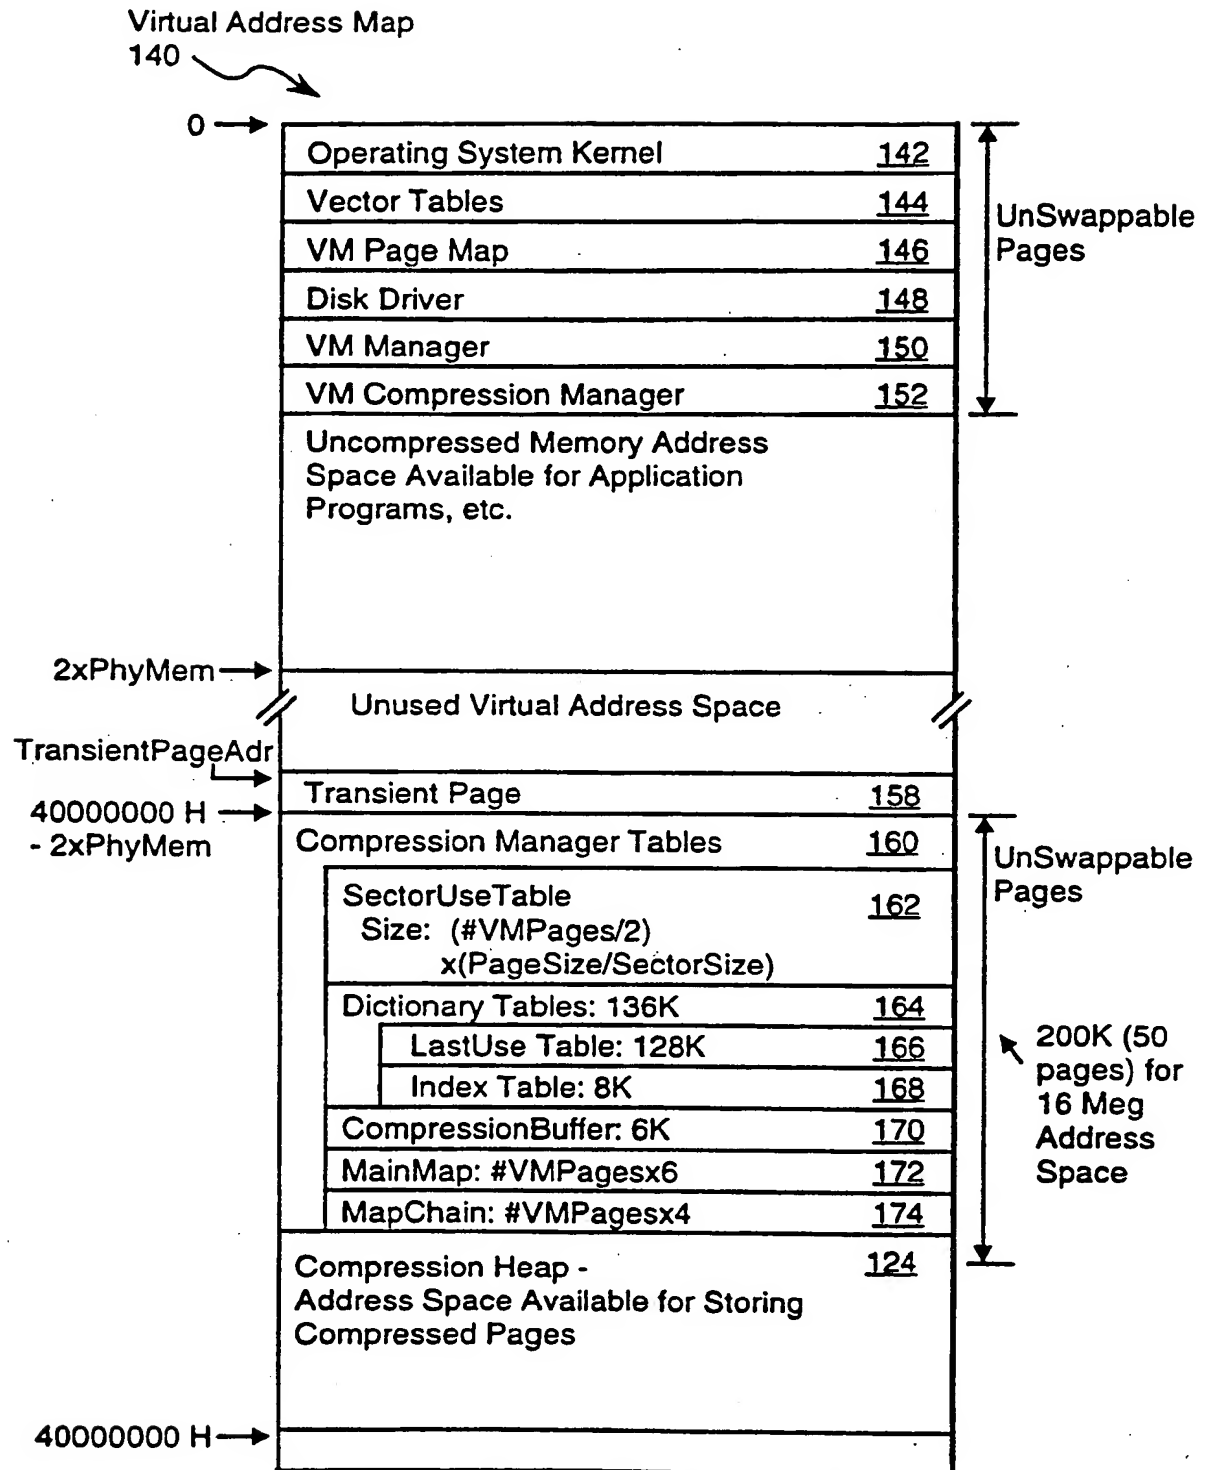 Virtual Address Map
140
0
Operating System Kernel 142
Vector Tables 144
VM Page Map 146
Disk Driver 148
VM Manager 150
VM Compression Manager 152
UnSwappable
Pages
Uncompressed Memory Address
Space Available for Application
Programs, etc.
2xPhyMem
Unused Virtual Address Space
TransientPageAdr
Transient Page 158
40000000 H
- 2xPhyMem
Compression Manager Tables 160
UnSwappable
Pages
SectorUseTable 162
Size: (#VMPages/2)
x(PageSize/SectorSize)
Dictionary Tables: 136K 164
LastUse Table: 128K 166
Index Table: 8K 168
CompressionBuffer: 6K 170
MainMap: #VMPagesx6 172
MapChain: #VMPagesx4 174
200K (50
pages) for
16 Meg
Address
Space
Compression Heap - 124
Address Space Available for Storing
Compressed Pages
40000000 H